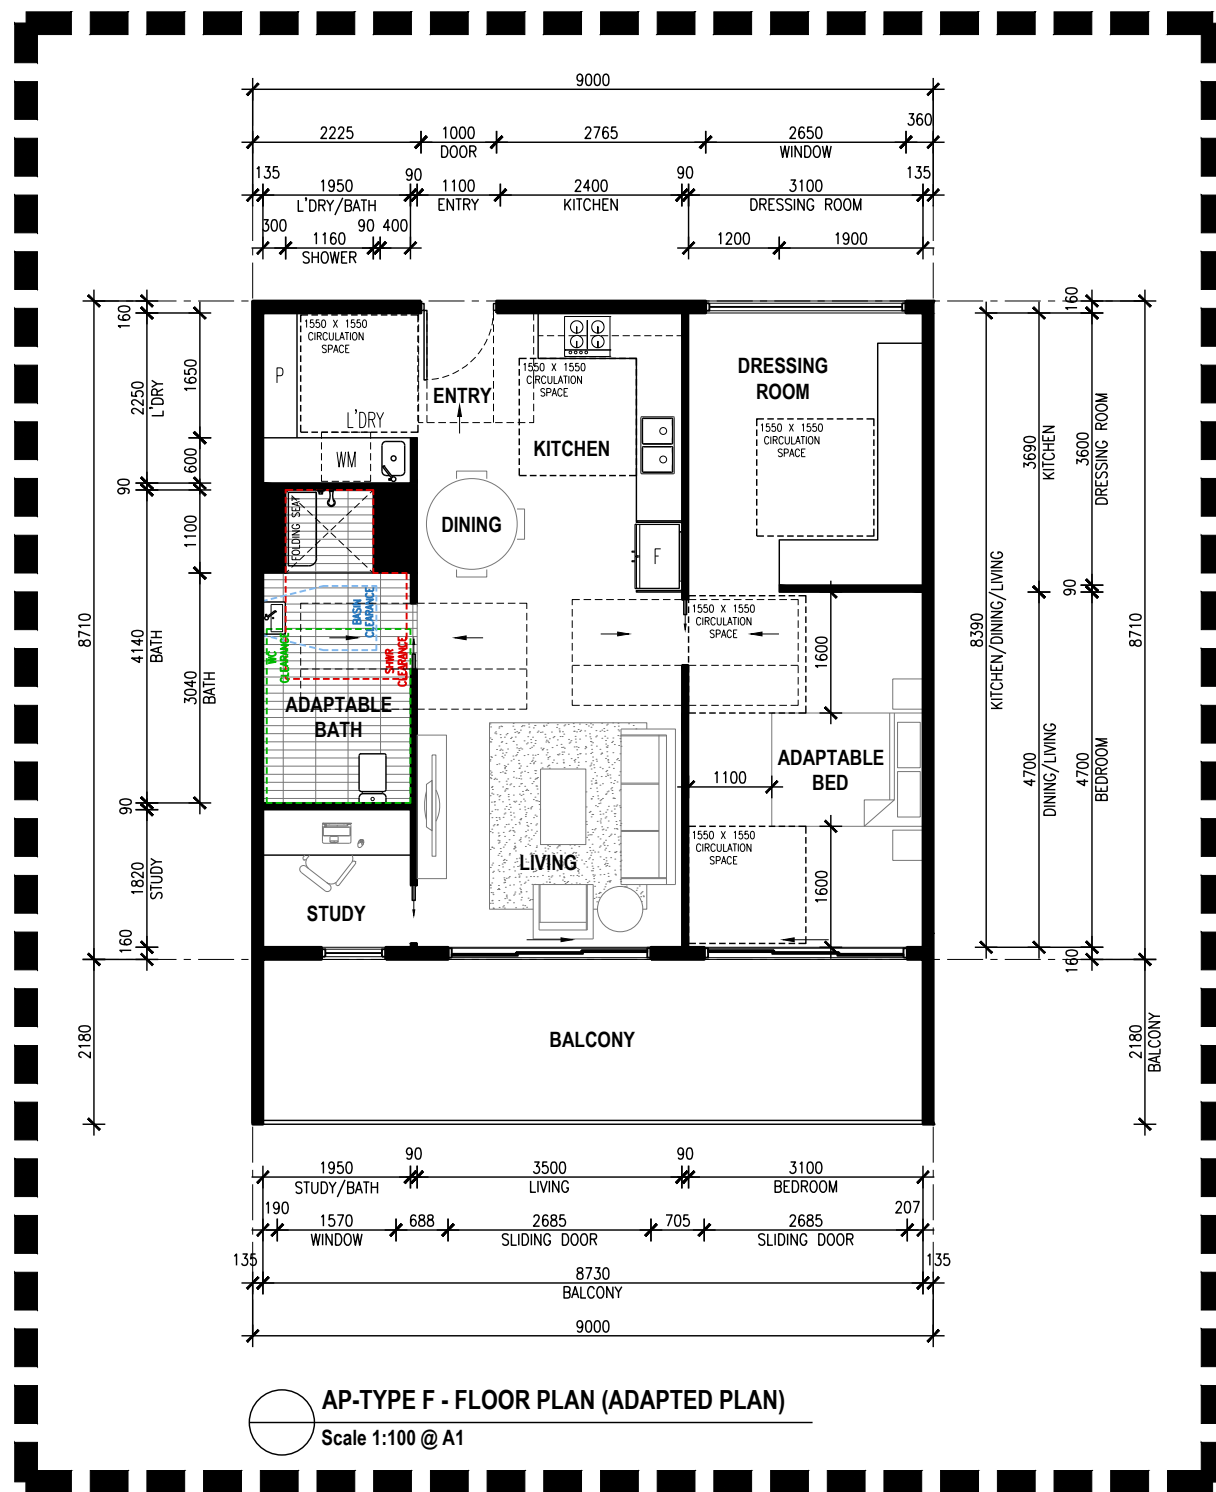 9000
360
2225
1000
2765
2650
DOOR
WINDOW
135
1950
90
1100
2400
90
3100
135
L'DRY/BATH
ENTRY
KITCHEN
DRESSING ROOM
300
1160
90
400
1200
1900
SHOWER
160
2250
L'DRY
1650
600
90
1100
8710
4140
BATH
3040
BATH
90
1820
STUDY
160
2180
1550 X 1550
CIRCULATION
SPACE
P
L'DRY
WM
ENTRY
1550 X 1550
CIRCULATION
SPACE
KITCHEN
DRESSING
ROOM
1550 X 1550
CIRCULATION
SPACE
FOLDING SEAT
DINING
F
BASIN
CLEARANCE
WC
CLEARANCE
SHWR
CLEARANCE
1550 X 1550
CIRCULATION
SPACE
1600
ADAPTABLE
BATH
ADAPTABLE
BED
1100
1550 X 1550
CIRCULATION
SPACE
1600
LIVING
STUDY
BALCONY
160
3690
KITCHEN
3600
DRESSING ROOM
90
8390
KITCHEN/DINING/LIVING
8710
4700
DINING/LIVING
4700
BEDROOM
160
2180
BALCONY
1950
90
3500
90
3100
STUDY/BATH
LIVING
BEDROOM
190
1570
688
2685
705
2685
207
WINDOW
SLIDING DOOR
SLIDING DOOR
135
8730
135
BALCONY
9000
AP-TYPE F - FLOOR PLAN (ADAPTED PLAN)
Scale 1:100 @ A1